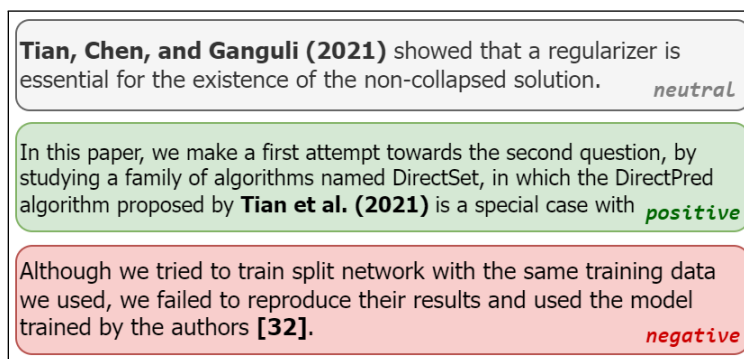 Tian, Chen, and Ganguli (2021) showed that a regularizer is
essential for the existence of the non-collapsed solution.
neutral
In this paper, we make a first attempt towards the second question, by
studying a family of algorithms named DirectSet, in which the DirectPred
algorithm proposed by Tian et al. (2021) is a special case with
positive
Although we tried to train split network with the same training data
we used, we failed to reproduce their results and used the model
trained by the authors [32].
negative